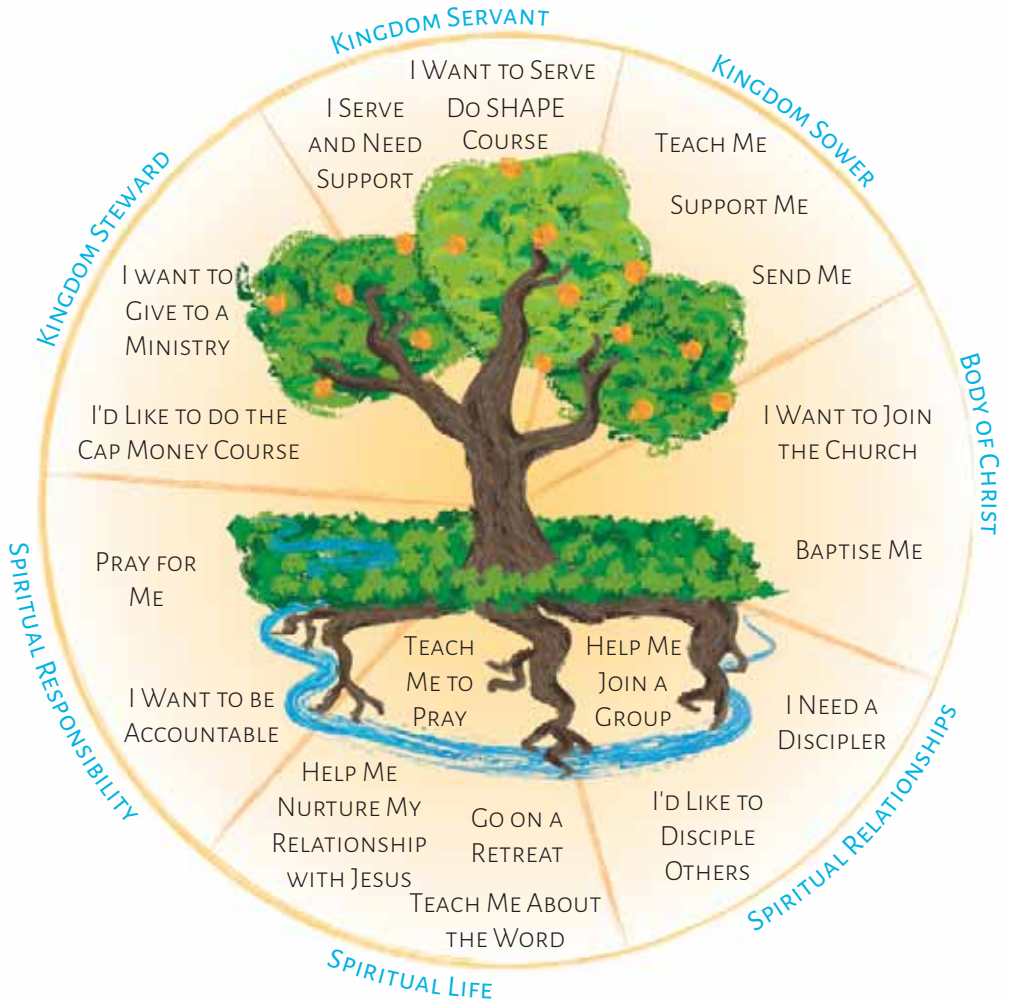 Kingdom Servant
I Want to Serve
Do SHAPE
Course
I Serve
and Need
Support
Kingdom Sower
Teach Me
Support Me
Send Me
Body of Christ
I Want to Join
the Church
Baptise Me
Spiritual Relationships
Help Me
Join a
Group
I Need a
Discipler
I'd Like to
Disciple
Others
Spiritual Life
Teach
Me to
Pray
Help Me
Nurture My
Relationship
with Jesus
Go on a
Retreat
Teach Me About
the Word
Spiritual Responsibility
Pray for
Me
I Want to be
Accountable
Kingdom Steward
I want to
Give to a
Ministry
I'd Like to do the
Cap Money Course